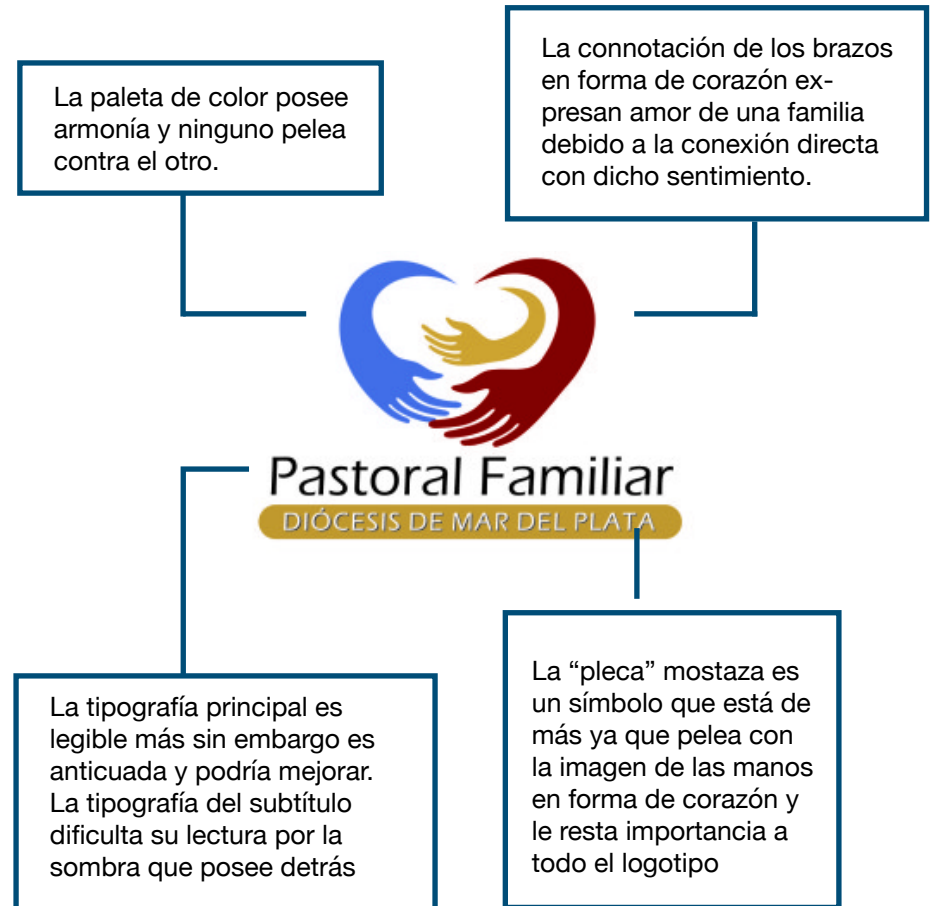 La paleta de color posee
armonía y ninguno pelea
contra el otro.
La connotación de los brazos
en forma de corazón ex-
presan amor de una familia
debido a la conexión directa
con dicho sentimiento.
Pastoral Familiar
DIÓCESIS DE MAR DEL PLATA
La tipografía principal es
legible más sin embargo es
anticuada y podría mejorar.
La tipografía del subtítulo
dificulta su lectura por la
sombra que posee detrás
La “pleca” mostaza es
un símbolo que está de
más ya que pelea con
la imagen de las manos
en forma de corazón y
le resta importancia a
todo el logotipo